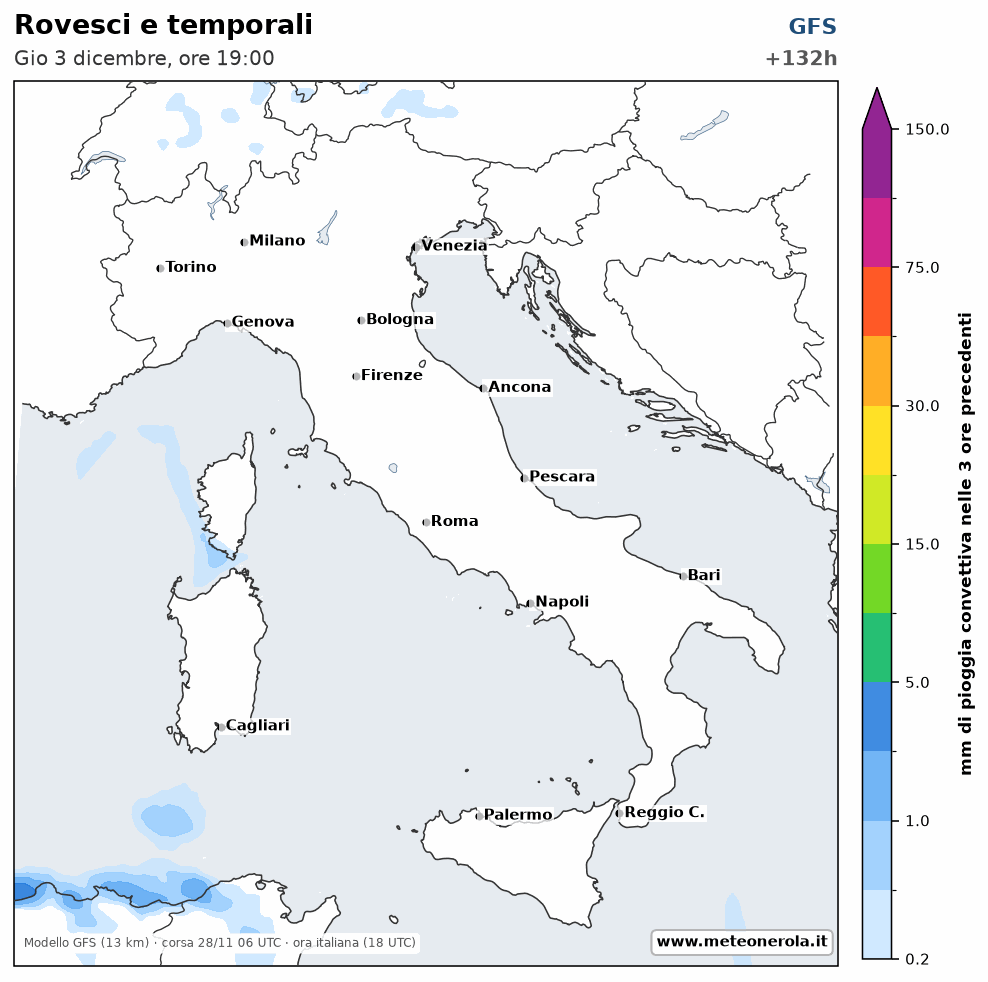 Rovesci e temporali
GFS
Gio 3 dicembre, ore 19:00
+132h
150.0
75.0
30.0
15.0
5.0
1.0
0.2
mm di pioggia convettiva nelle 3 ore precedenti
Milano
Venezia
Torino
Genova
Bologna
Firenze
Ancona
Pescara
Roma
Bari
Napoli
Cagliari
Palermo
Reggio C.
Modello GFS (13 km) · corsa 28/11 06 UTC · ora italiana (18 UTC)
www.meteonerola.it